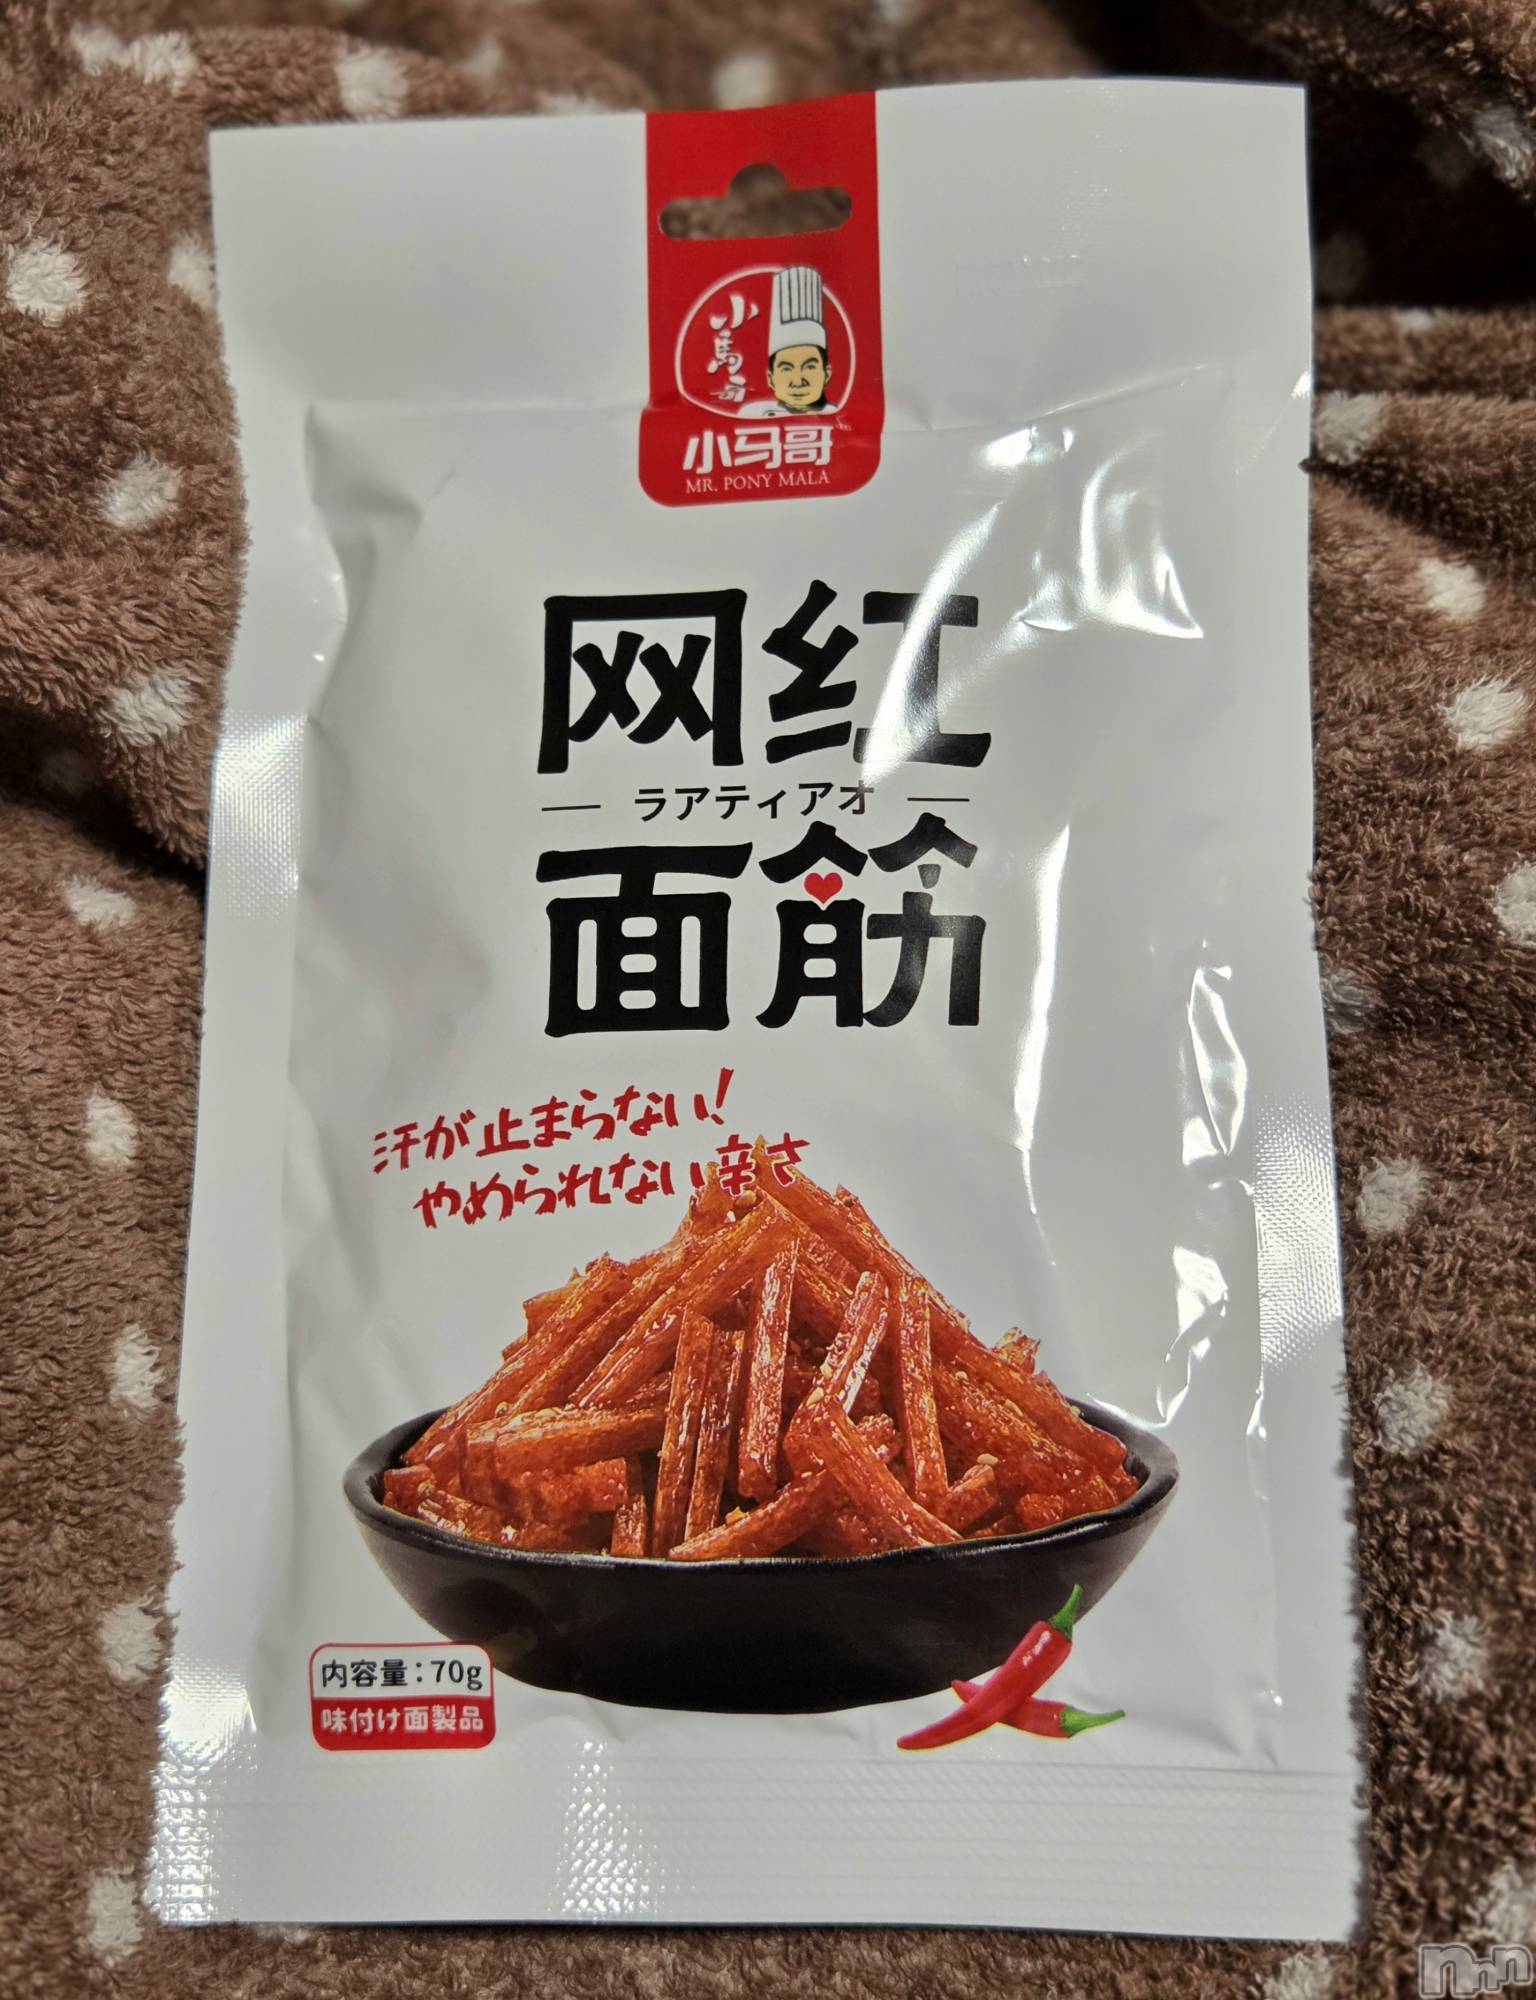 小馬哥
小马哥
MR. PONY MALA
网红
ラアティアオ
面筋
汗が止まらない!
やめられない辛さ
内容量:70g
味付け面製品
nmn